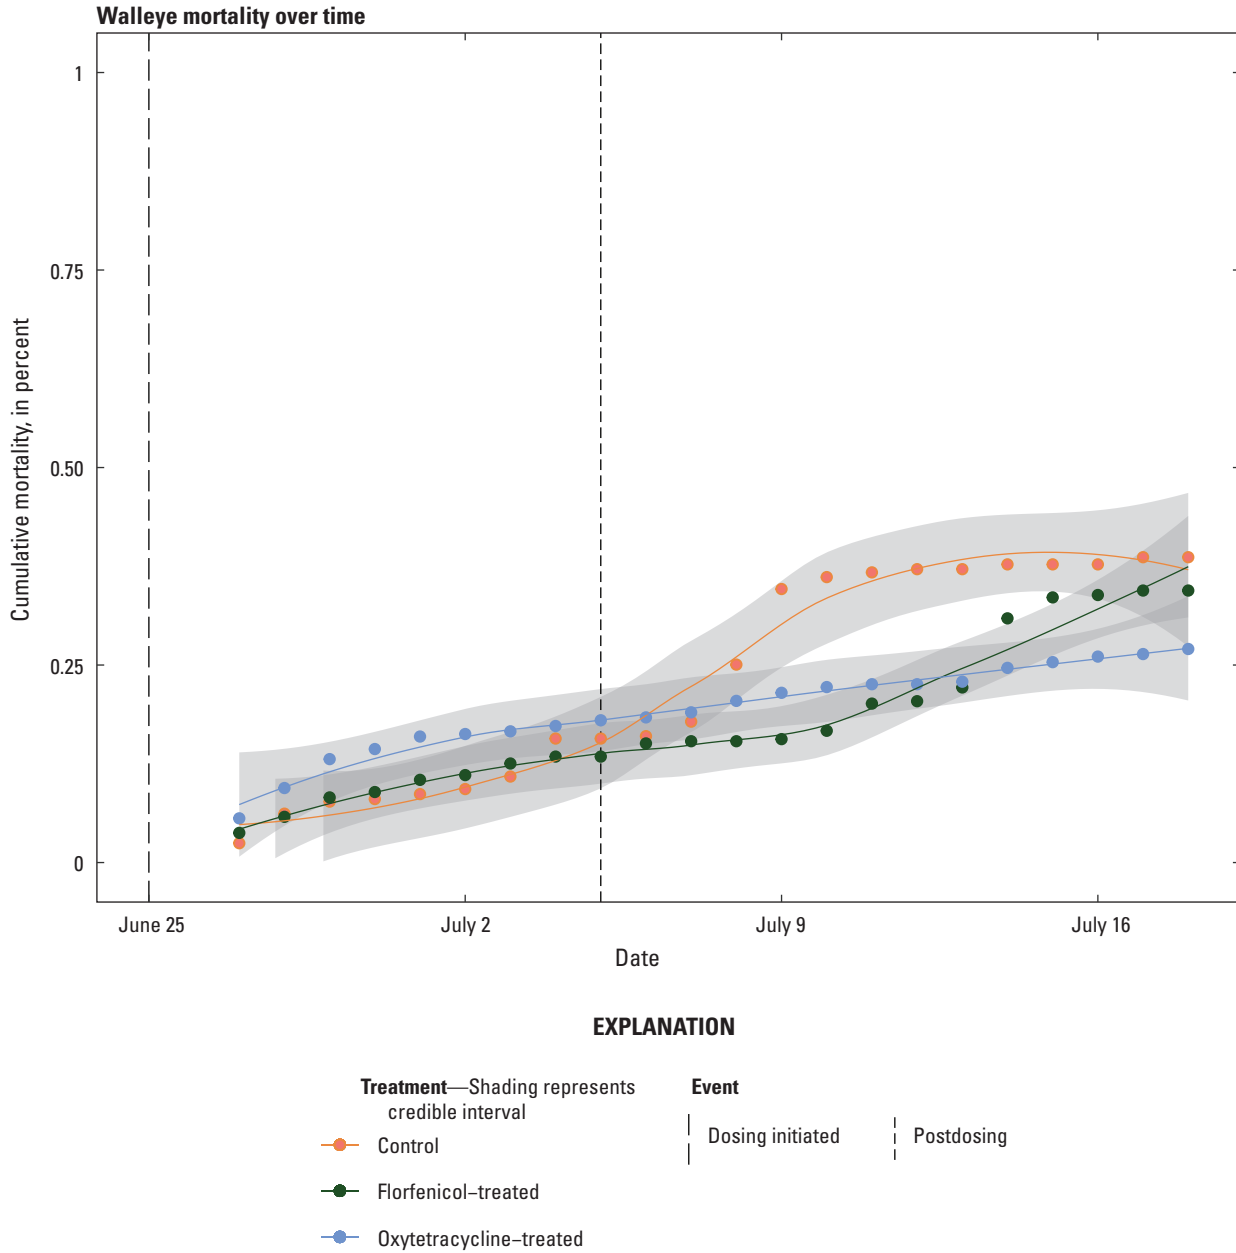 Walleye mortality over time
1
0.75
0.50
0.25
0
Cumulative mortality, in percent
June 25
July 2
July 9
July 16
Date
EXPLANATION
Treatment—Shading represents
credible interval
Control
Florfenicol–treated
Oxytetracycline–treated
Event
Dosing initiated
Postdosing